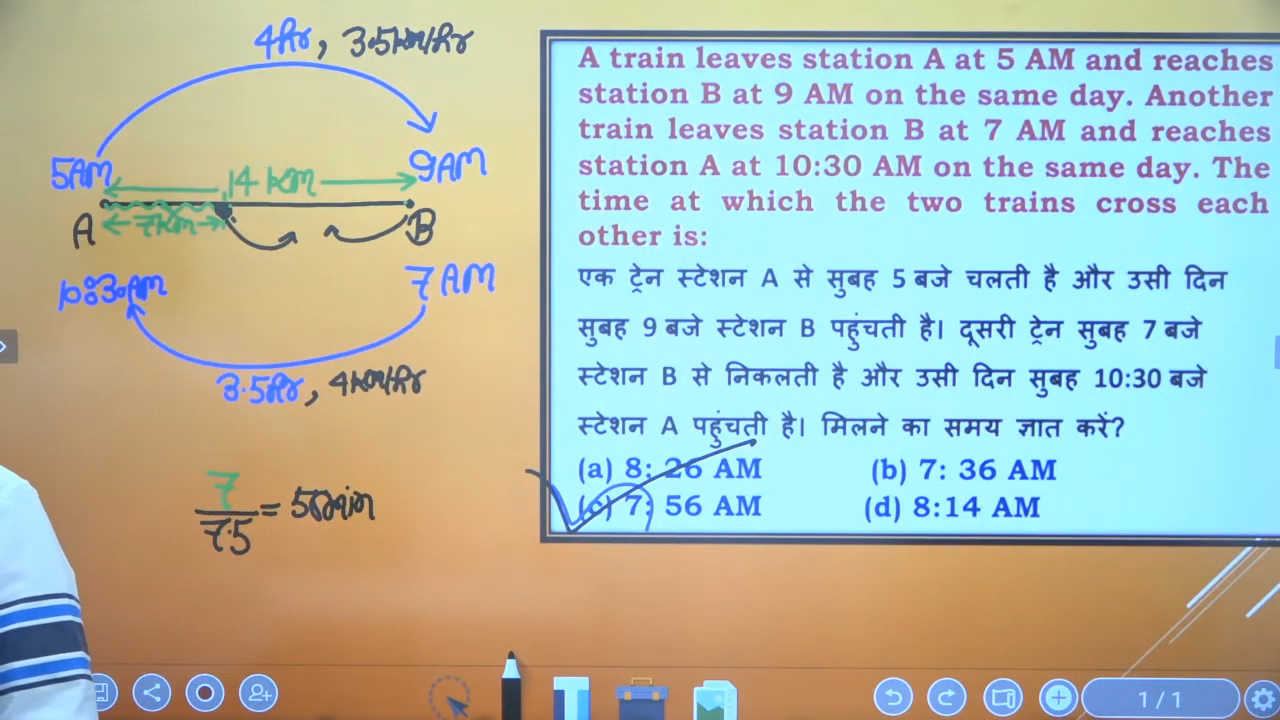 4hr, 3.5km/hr
5AM
9AM
14 km
A
7km
B
10:30AM
7 AM
3.5hr, 4km/hr
7
7.5
=
A train leaves station A at 5 AM and reaches
station B at 9 AM on the same day. Another
train leaves station B at 7 AM and reaches
station A at 10:30 AM on the same day. The
time at which the two trains cross each
other is:
एक ट्रेन स्टेशन A से सुबह 5 बजे चलती है और उसी दिन
सुबह 9 बजे स्टेशन B पहुंचती है। दूसरी ट्रेन सुबह 7 बजे
स्टेशन B से निकलती है और उसी दिन सुबह 10:30 बजे
स्टेशन A पहुंचती है। मिलने का समय ज्ञात करें?
(a) 8: 26 AM (b) 7: 36 AM
(c) 7: 56 AM (d) 8:14 AM
1 / 1